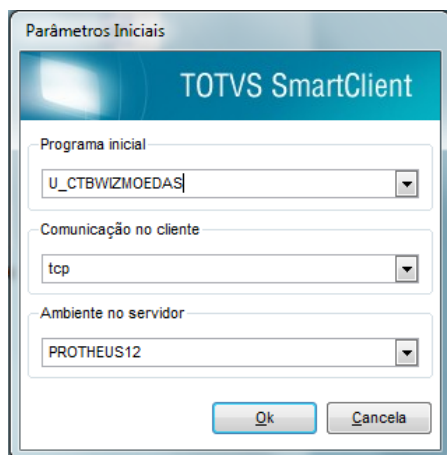 Parâmetros Iniciais
TOTVS SmartClient
Programa inicial
U_CTBWIZMOEDAS
Comunicação no cliente
tcp
Ambiente no servidor
PROTHEUS12
Ok Cancela